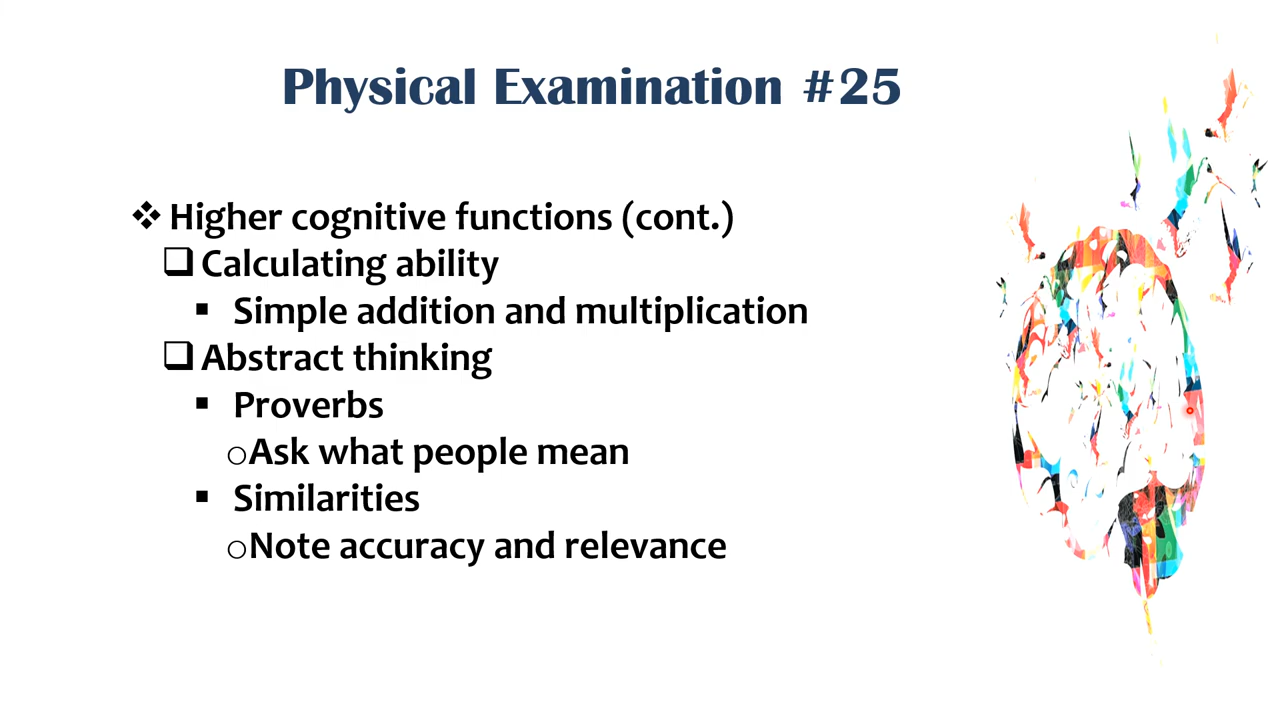 Physical Examination #25
❖ Higher cognitive functions (cont.)
❑ Calculating ability
▪ Simple addition and multiplication
❑ Abstract thinking
▪ Proverbs
o Ask what people mean
▪ Similarities
o Note accuracy and relevance